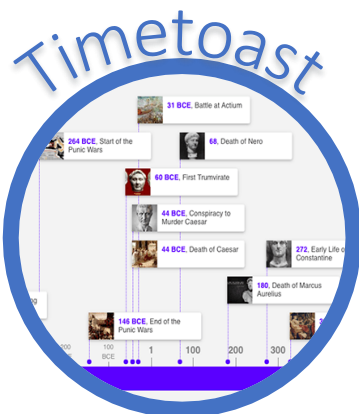 Timetoast
31 BCE, Battle at Actium
264 BCE, Start of the
Punic Wars
68, Death of Nero
60 BCE, First Trumvirate
44 BCE, Conspiracy to
Murder Caesar
44 BCE, Death of Caesar
272, Early Life o
Constantine
180, Death of Marcus
Aurelius
146 BCE, End of the
Punic Wars
100
BCE
1
100
200
300